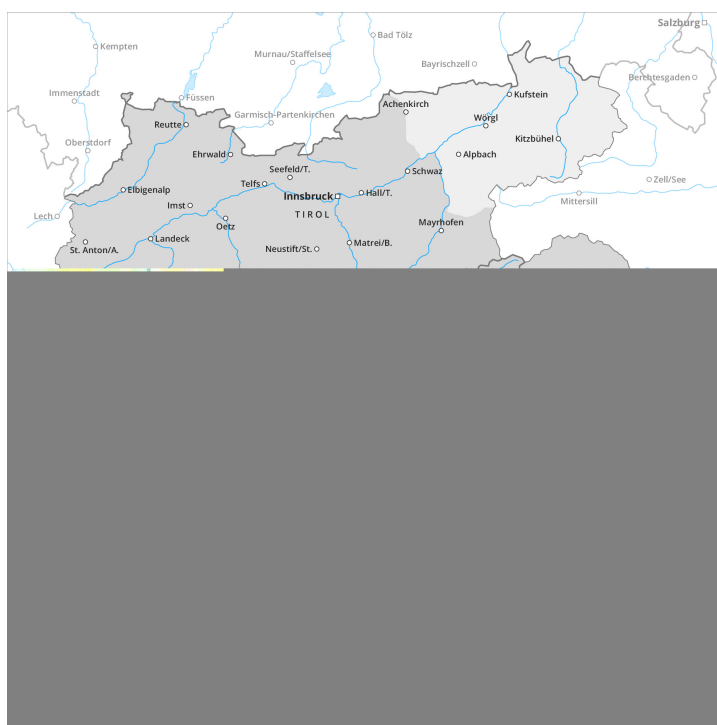 Salzburg
Bad Tölz
Kempten
Murnau/Staffelsee
Bayrischzell
Berchtesgaden
Immenstadt
Füssen
Kufstein
Achenkirch
Garmisch-Partenkirchen
Wörgl
Reutte
Kitzbühel
Oberstdorf
Ehrwald
Alpbach
Seefeld/T.
Schwaz
Zell/See
Telfs
Elbigenalp
Hall/T.
Innsbruck
Mittersill
Imst
TIROL
Lech
Oetz
Mayrhofen
Landeck
Matrei/B.
St. Anton/A.
Neustift/St.